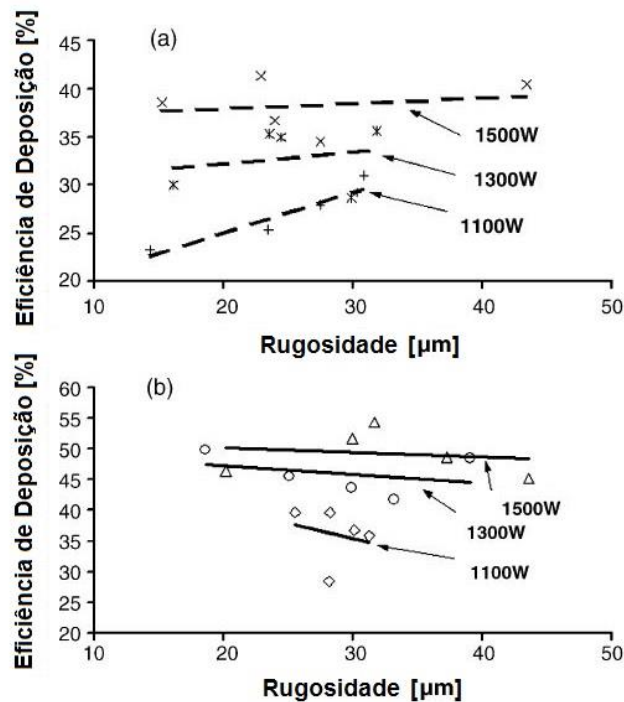 (a)
Eficiência de Deposição [%]
45
40
35
30
25
20
1500W
1300W
1100W
10 20 30 40 50
Rugosidade [µm]
(b)
Eficiência de Deposição [%]
60
55
50
45
40
35
30
25
20
1500W
1300W
1100W
10 20 30 40 50
Rugosidade [µm]